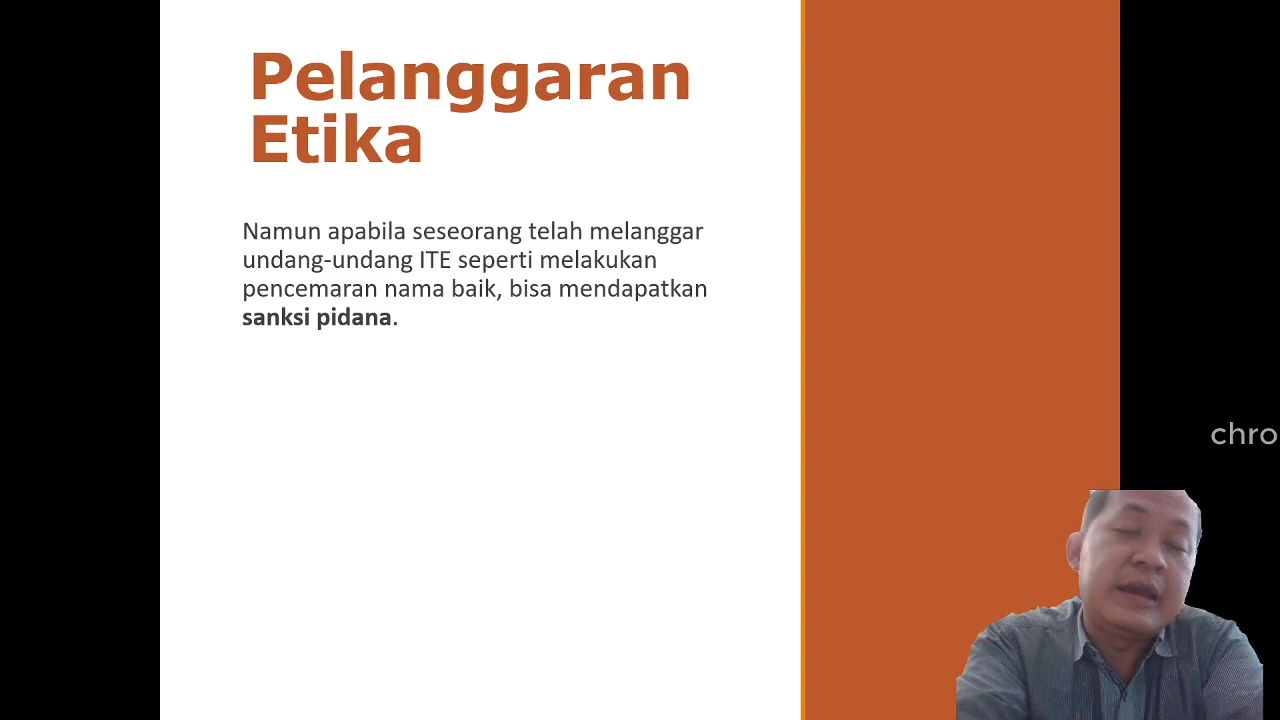 Pelanggaran
Etika
Namun apabila seseorang telah melanggar
undang-undang ITE seperti melakukan
pencemaran nama baik, bisa mendapatkan
sanksi pidana.
chro